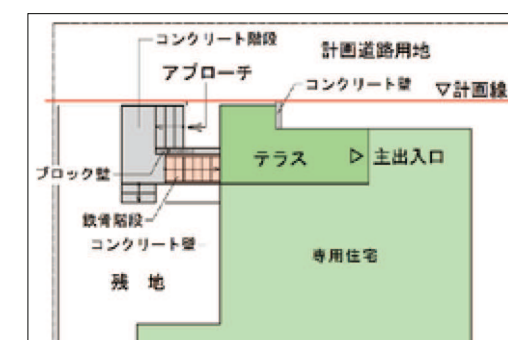 コンクリート階段
計画道路用地
アプローチ
コンクリート壁
▽計画線
テラス
▷ 主出入口
ブロック塀
鉄骨階段
コンクリート壁
専用住宅
残 地